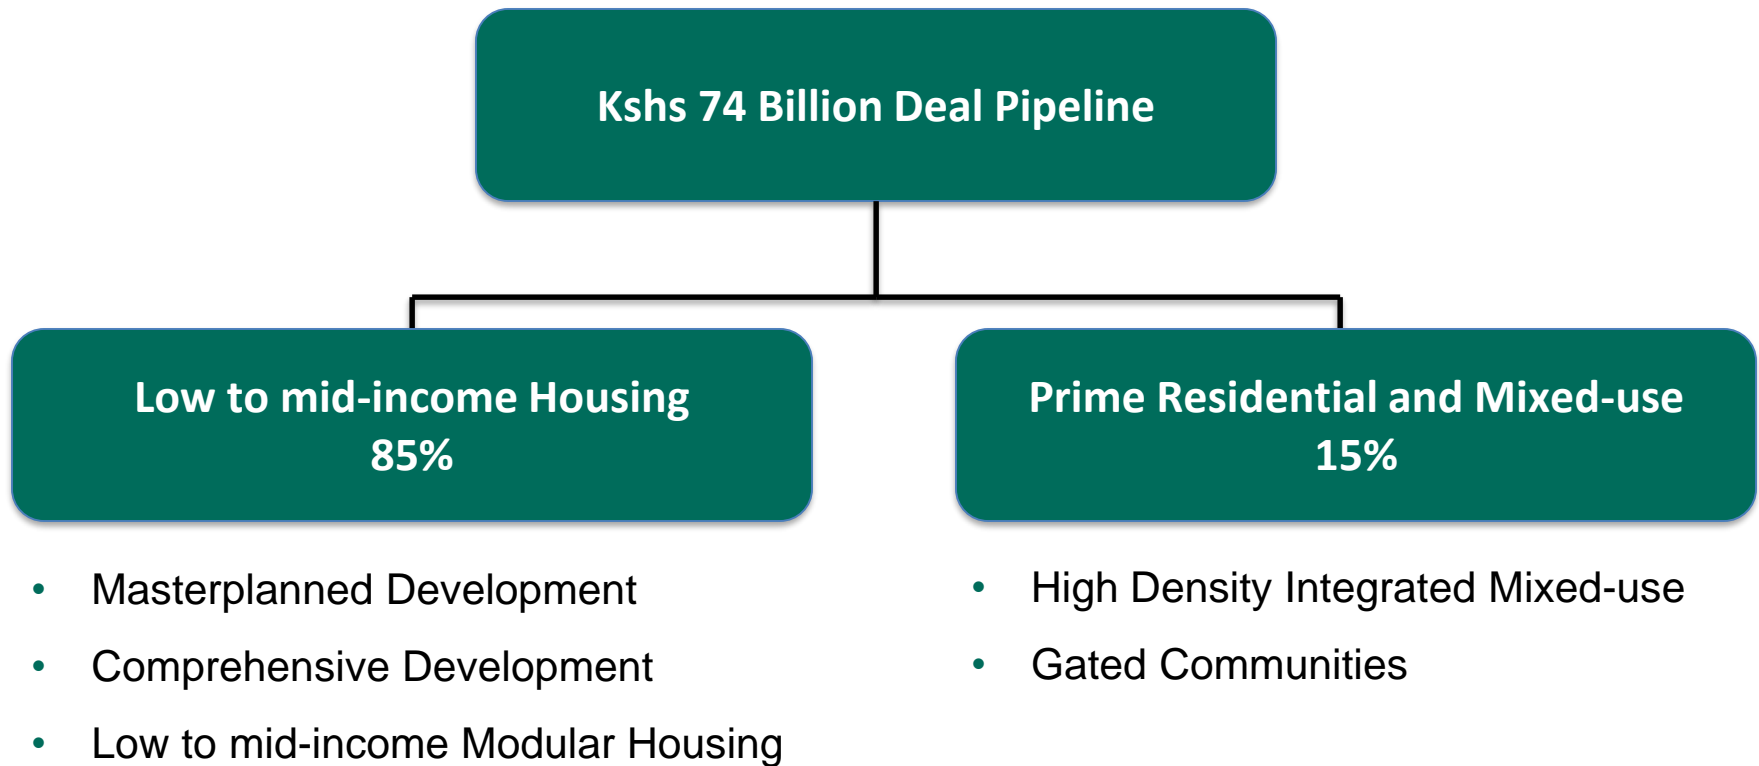 Kshs 74 Billion Deal Pipeline
Low to mid-income Housing
85%
• Masterplanned Development
• Comprehensive Development
• Low to mid-income Modular Housing
Prime Residential and Mixed-use
15%
• High Density Integrated Mixed-use
• Gated Communities